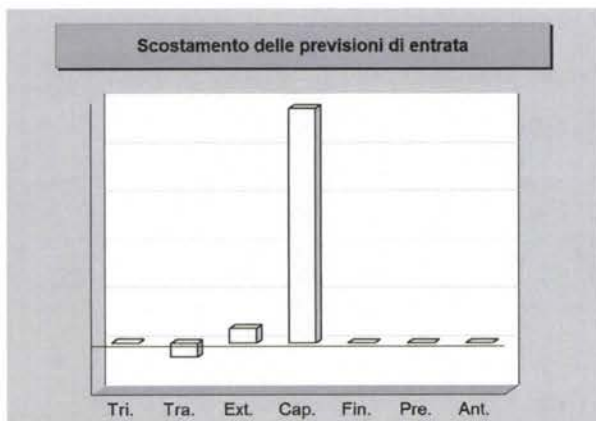 Scostamento delle previsioni di entrata
Tri. Tra. Ext. Cap. Fin. Pre. Ant.